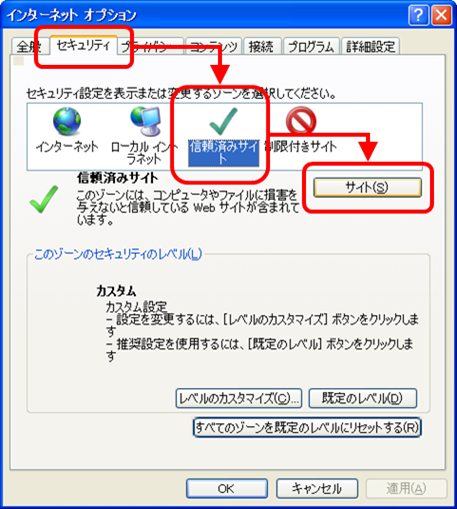 インターネット オプション
全般 セキュリティ プライバシー コンテンツ 接続 プログラム 詳細設定
セキュリティ設定を表示または変更するゾーンを選択してください。
インターネット
ローカル イント
ラネット
信頼済みサイ
ト
制限付きサイト
信頼済みサイト
このゾーンには、コンピュータやファイルに損害を
与えないと信頼している Web サイトが含まれて
います。
サイト(S)
このゾーンのセキュリティのレベル(L)
カスタム
カスタム設定
- 設定を変更するには、[レベルのカスタマイズ] ボタンをクリックしま
す
- 推奨設定を使用するには、[既定のレベル] ボタンをクリックしま
す
レベルのカスタマイズ(C)... 既定のレベル(D)
すべてのゾーンを既定のレベルにリセットする(R)
OK キャンセル 適用(A)